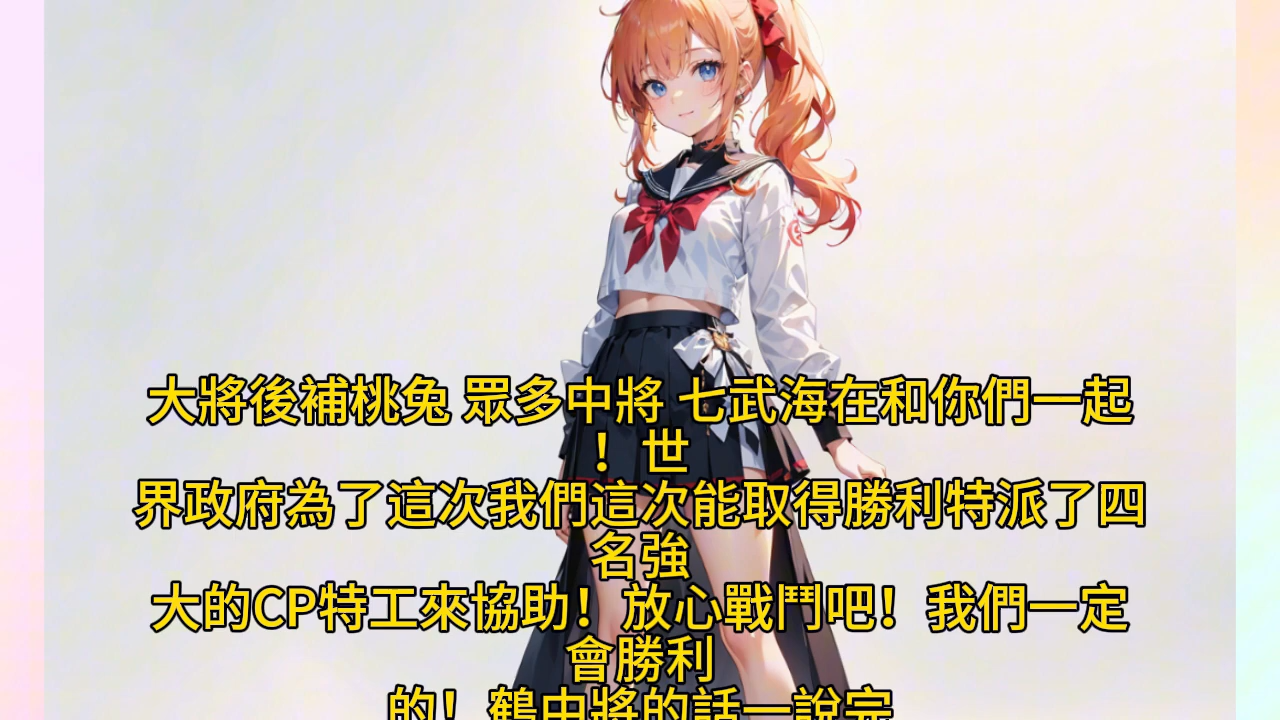 大將後補桃兔 眾多中將 七武海在和你們一起
！世
界政府為了這次我們這次能取得勝利特派了四
名強
大的CP特工來協助！放心戰鬥吧！我們一定
會勝利
的！鶴中將的話一說完